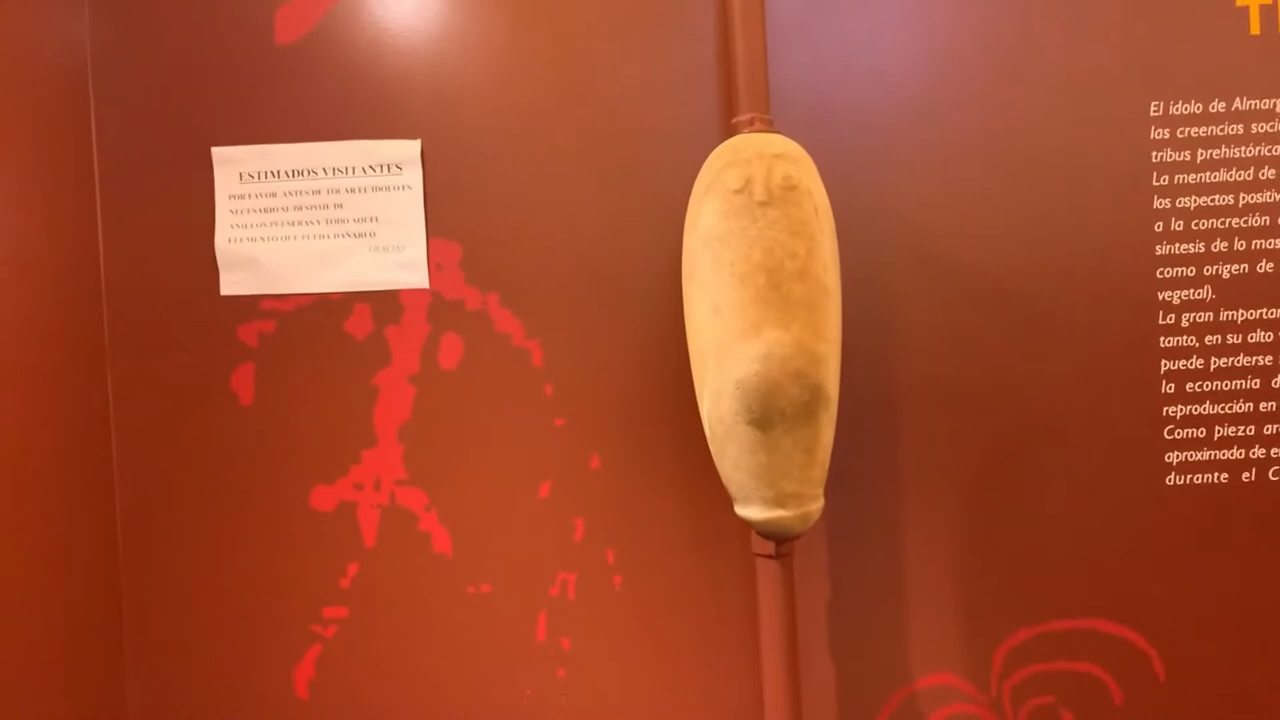 ESTIMADOS VISITANTES
POR FAVOR ANTES DE TOCAR EL IDOLO ES
NECESARIO SU DESPOJE DE
ANILLOS PULSERAS Y TODO AQUEL
ELEMENTO QUE PUEDA DAÑARLO
GRACIAS
El ídolo de Almarg
las creencias soci
tribus prehistórica
La mentalidad de
los aspectos positiv
a la concreción
síntesis de lo mas
como origen de
vegetal).
La gran importan
tanto, en su alto
puede perderse
la economía d
reproducción en
Como pieza ar
aproximada de e
durante el C